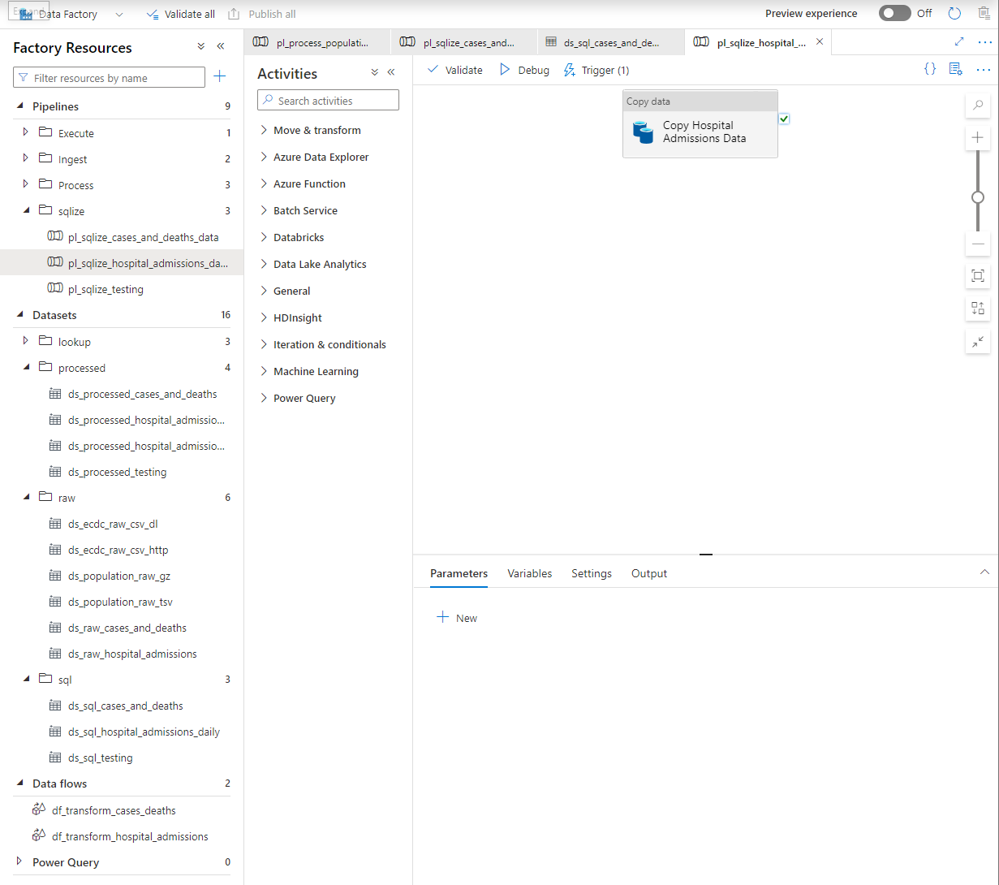 Data Factory
Validate all
Publish all
Preview experience
Off
Factory Resources
Filter resources by name
Pipelines 9
Execute 1
Ingest 2
Process 3
sqlize 3
pl_sqlize_cases_and_deaths_data
pl_sqlize_hospital_admissions_da...
pl_sqlize_testing
Datasets 16
lookup 3
processed 4
ds_processed_cases_and_deaths
ds_processed_hospital_admissio...
ds_processed_hospital_admissio...
ds_processed_testing
raw 6
ds_ecdc_raw_csv_dl
ds_ecdc_raw_csv_http
ds_population_raw_gz
ds_population_raw_tsv
ds_raw_cases_and_deaths
ds_raw_hospital_admissions
sql 3
ds_sql_cases_and_deaths
ds_sql_hospital_admissions_daily
ds_sql_testing
Data flows 2
df_transform_cases_deaths
df_transform_hospital_admissions
Power Query 0
pl_process_populati...
pl_sqlize_cases_and...
ds_sql_cases_and_de...
pl_sqlize_hospital_...
Activities
Search activities
Move & transform
Azure Data Explorer
Azure Function
Batch Service
Databricks
Data Lake Analytics
General
HDInsight
Iteration & conditionals
Machine Learning
Power Query
Validate
Debug
Trigger (1)
{}
Copy data
Copy Hospital
Admissions Data
Parameters
Variables
Settings
Output
New